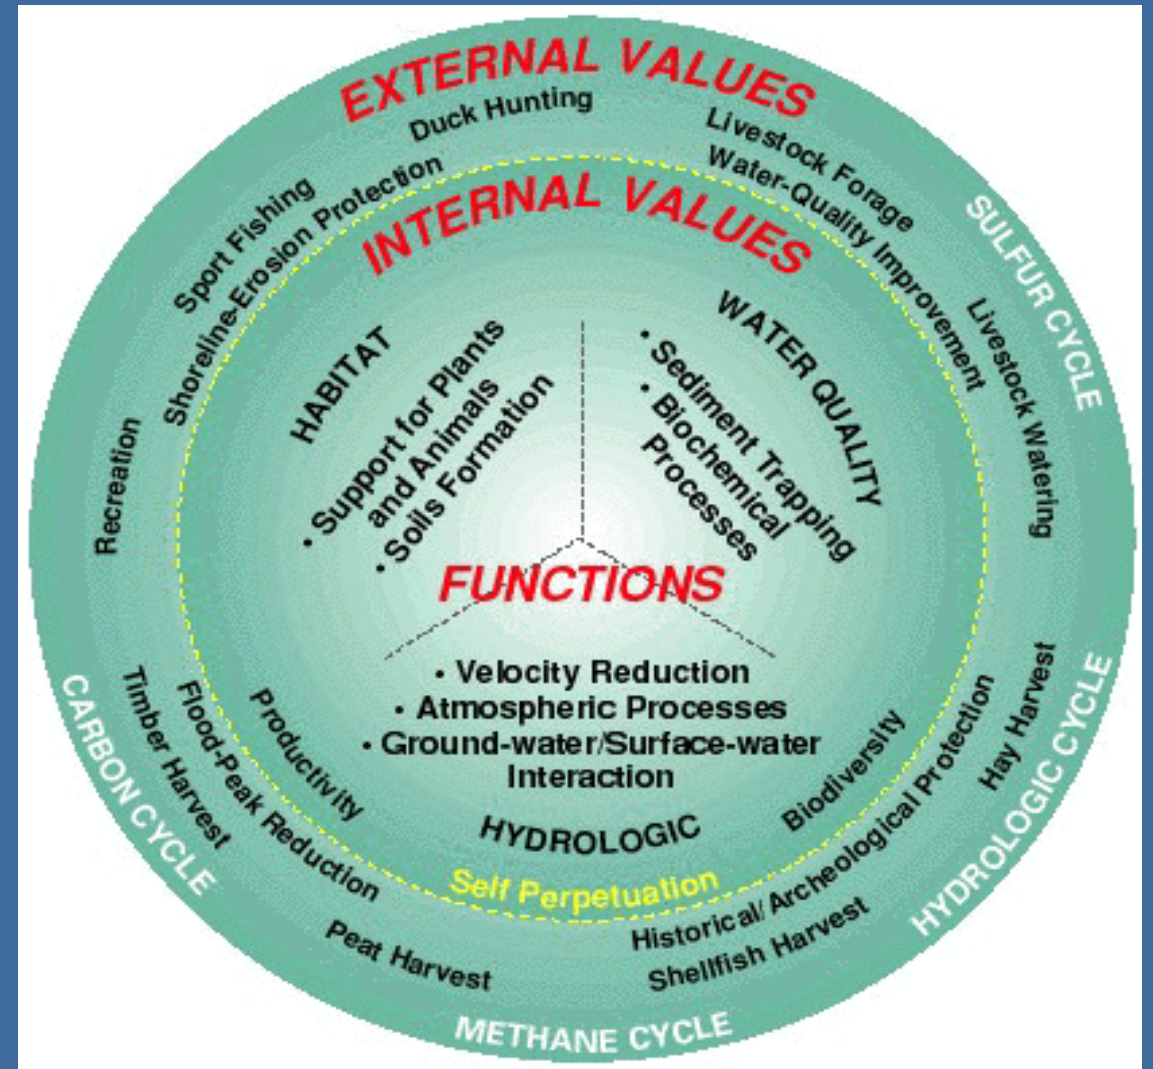 EXTERNAL VALUES
Duck Hunting
Livestock Forage
Water-Quality Improvement
Sport Fishing
Shoreline-Erosion Protection
SULFUR CYCLE
Livestock Watering
Recreation
INTERNAL VALUES
HABITAT
• Support for Plants
and Animals
• Soils Formation
WATER QUALITY
• Sediment Trapping
• Biochemical
Processes
FUNCTIONS
• Velocity Reduction
• Atmospheric Processes
• Ground-water/Surface-water
Interaction
HYDROLOGIC
Productivity
Biodiversity
Self Perpetuation
CARBON CYCLE
Timber Harvest
Flood-Peak Reduction
Peat Harvest
Historical/Archeological Protection
Shellfish Harvest
Hay Harvest
HYDROLOGIC CYCLE
METHANE CYCLE